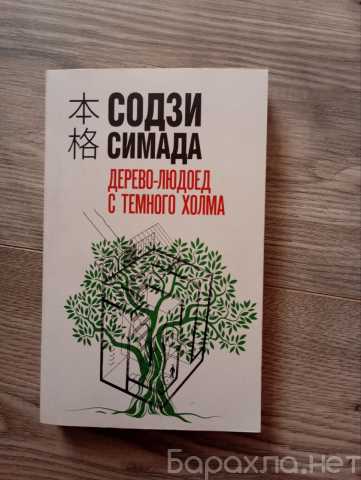 本格
СОДЗИ
СИМАДА
ДЕРЕВО-ЛЮДОЕД
С ТЕМНОГО ХОЛМА
Барахла.нет